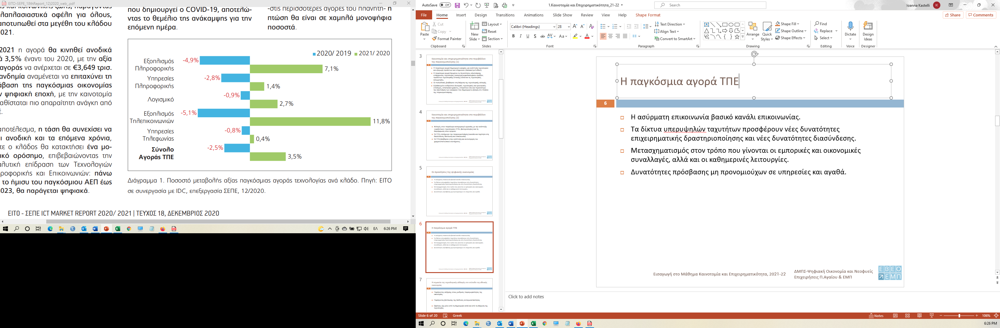 EITO-SEPE_18thReport_12)2020_web_.pdf
λαπλασιαστικά οφέλη για όλους,
αποτυπωθεί στα μεγέθη του κλάδου
021.
2021 η αγορά θα κινηθεί ανοδικά
ά 3,5% έναντι του 2020, με την αξία
αγοράς να ανέρχεται σε €3,649 τρισ.
ανδημία αναμένεται να επιταχύνει τη
άβαση της παγκόσμιας οικονομίας
ν ψηφιακή εποχή, με την καινοτομία
αθίσταται πιο απαραίτητη ανάγκη από
έ.
αποτέλεσμα, η τάση θα συνεχίσει να
ι ανοδική και τα επόμενα χρόνια,
τε ο κλάδος θα κατακτήσει ένα μο-
ικό ορόσημο, επιβεβαιώνοντας την
αλυτική επίδραση των Τεχνολογιών
ροφορικής και Επικοινωνιών: πάνω
το ήμισυ του παγκόσμιου ΑΕΠ έως
023, θα παράγεται ψηφιακά.
που δημιουργεί ο COVID-19, αποτελώ-
ντας το θεμέλιο της ανάκαμψης για την
επόμενη ημέρα.
-στις περισσότερες αγορές του πλανήτη- η
πτώση θα είναι σε χαμηλά μονοψήφια
ποσοστά.
2020/ 2019 2021/ 2020
Εξοπλισμός
Πληροφορικής
-4,9%
7,1%
Υπηρεσίες
Πληροφορικής
-2,8%
1,4%
Λογισμικό
-0,9%
2,7%
Εξοπλισμός
Τηλεπικοινωνιών
-5,1%
11,8%
Υπηρεσίες
Τηλεφωνίας
-0,8%
0,4%
Σύνολο
Αγοράς ΤΠΕ
-2,5%
3,5%
Διάγραμμα 1. Ποσοστό μεταβολής αξίας παγκόσμιας αγοράς τεχνολογίας ανά κλάδο. Πηγή: EITO
σε συνεργασία με IDC, επεξεργασία ΣΕΠΕ, 12/2020.
EITO - ΣΕΠΕ ICT MARKET REPORT 2020/ 2021 | ΤΕΥΧΟΣ 18, ΔΕΚΕΜΒΡΙΟΣ 2020
ΕΛ
6:26 PM
AutoSave Off
1.Καινοτομία και Επιχειρηματικότητα_21-22
Search
Ioanna Kastelli IK
File Home Insert Design Transitions Animations Slide Show Review View Help Shape Format
Share Comments
Paste
Cut
Copy
Format Painter
Clipboard
New
Slide
Layout
Reset
Section
Slides
Calibri (Headings) 28
Font
Text Direction
Align Text
Convert to SmartArt
Paragraph
Arrange
Quick
Styles
Shape Fill
Shape Outline
Shape Effects
Drawing
Find
Replace
Select
Editing
Dictate
Voice
Design
Ideas
Designer
3
Καινοτομία και επιχειρηματικότητα στο περιβάλλον
της παγκοσμιοποίησης (1)
4
Καινοτομία και επιχειρηματικότητα στο περιβάλλον
της παγκοσμιοποίησης (2)
5
Οι προκλήσεις της ψηφιακής οικονομίας
6
Η παγκόσμια αγορά ΤΠΕ
7
Η σημασία της τεχνολογικής αλλαγής στο επίπεδο της εθνικής
οικονομίας
Η παγκόσμια αγορά ΤΠΕ
6
Η ασύρματη επικοινωνία βασικό κανάλι επικοινωνίας.
Τα δίκτυα υπερυψηλών ταχυτήτων προσφέρουν νέες δυνατότητες
επιχειρηματικής δραστηριοποίησης και νέες δυνατότητες διασύνδεσης.
Μετασχηματισμός στον τρόπο που γίνονται οι εμπορικές και οικονομικές
συναλλαγές, αλλά και οι καθημερινές λειτουργίες.
Δυνατότητες πρόσβασης μη προνομιούχων σε υπηρεσίες και αγαθά.
Εισαγωγή στο Μάθημα Καινοτομία και Επιχειρηματικότητα, 2021-22
ΔΜΠΣ-Ψηφιακή Οικονομία και Νεοφυείς
Επιχειρήσεις Π.Αγαίου & ΕΜΠ
ΕΒΕΟ
ΕΜΠ
Click to add notes
Slide 6 of 20 Greek
Notes
106%
6:26 PM